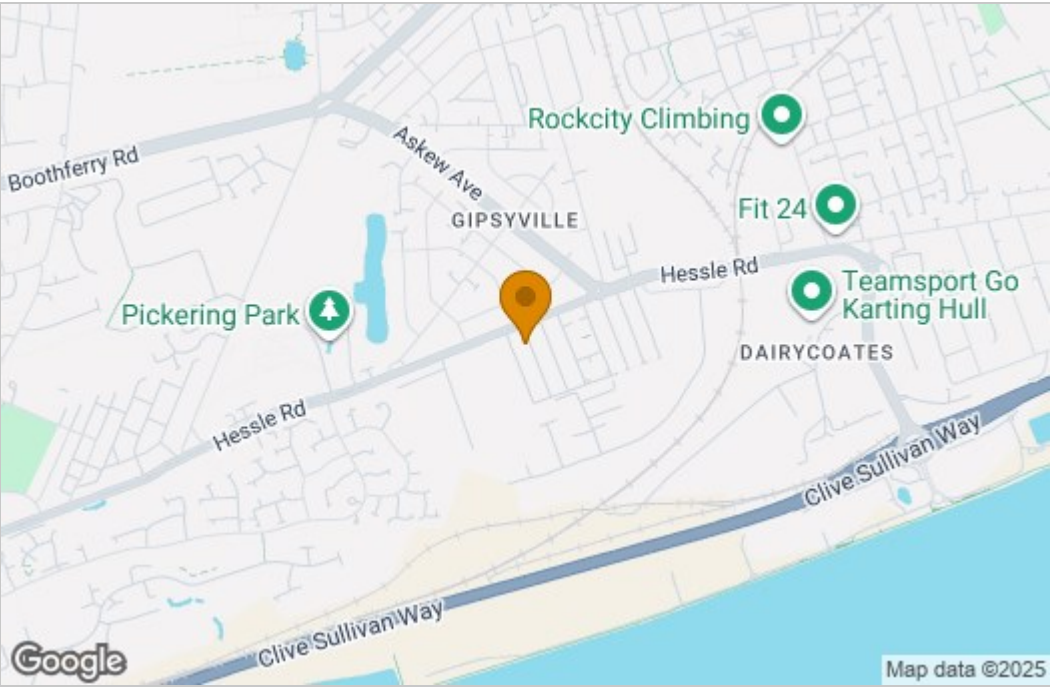 Rockcity Climbing
Boothferry Rd
Askew Ave
Fit 24
GIPSYVILLE
Hessle Rd
Teamsport Go
Karting Hull
Pickering Park
DAIRYCOATES
Hessle Rd
Clive Sullivan Way
Clive Sullivan Way
Google
Map data ©2025